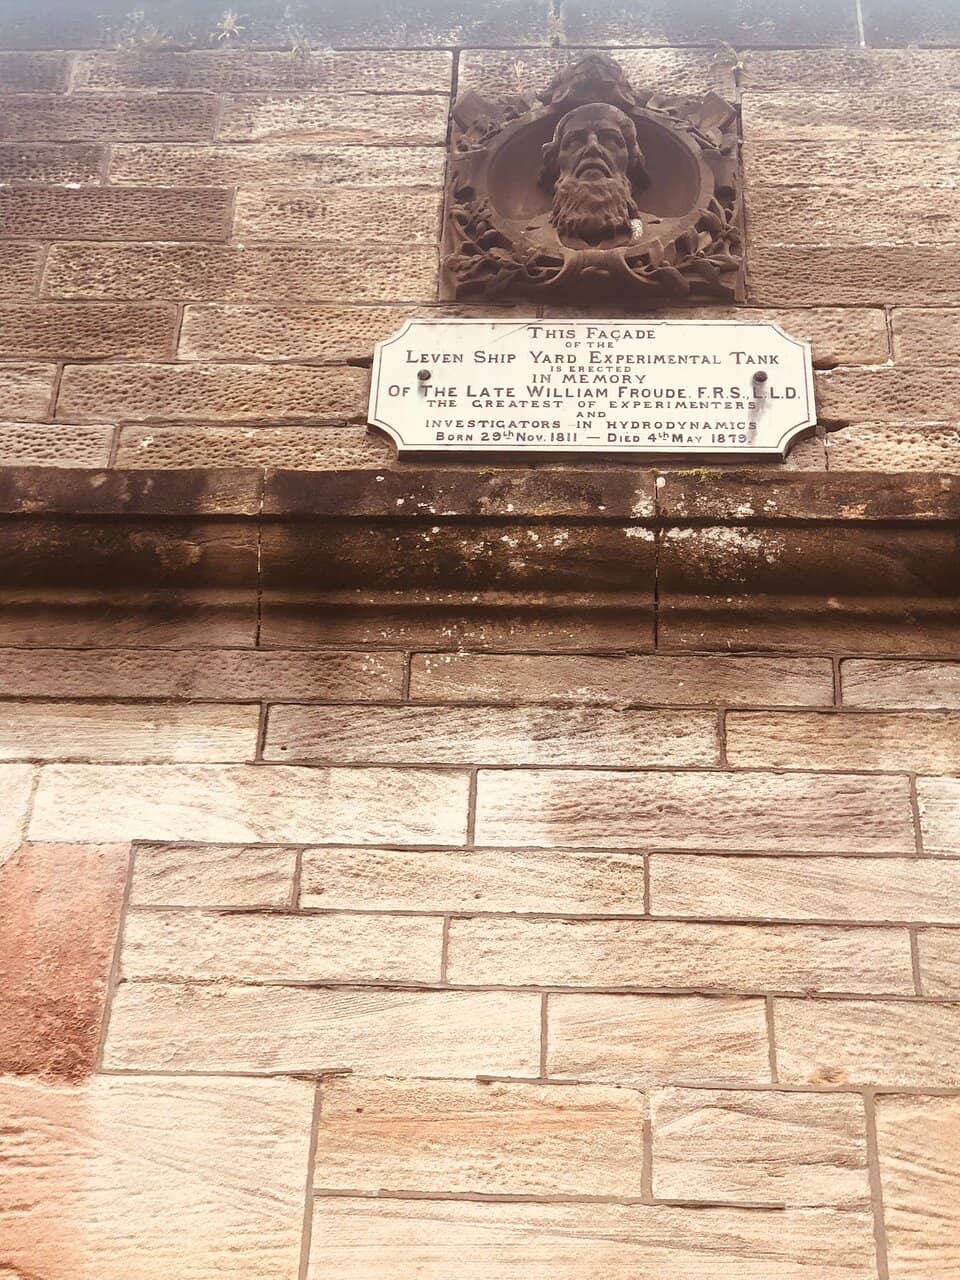 THIS FAÇADE
OF THE
LEVEN SHIP YARD EXPERIMENTAL TANK
IS ERECTED
IN MEMORY
OF THE LATE WILLIAM FROUDE. F.R.S., L.L.D.
THE GREATEST OF EXPERIMENTERS
AND
INVESTIGATORS IN HYDRODYNAMICS
BORN 29th NOV. 1811 — DIED 4th MAY 1879.